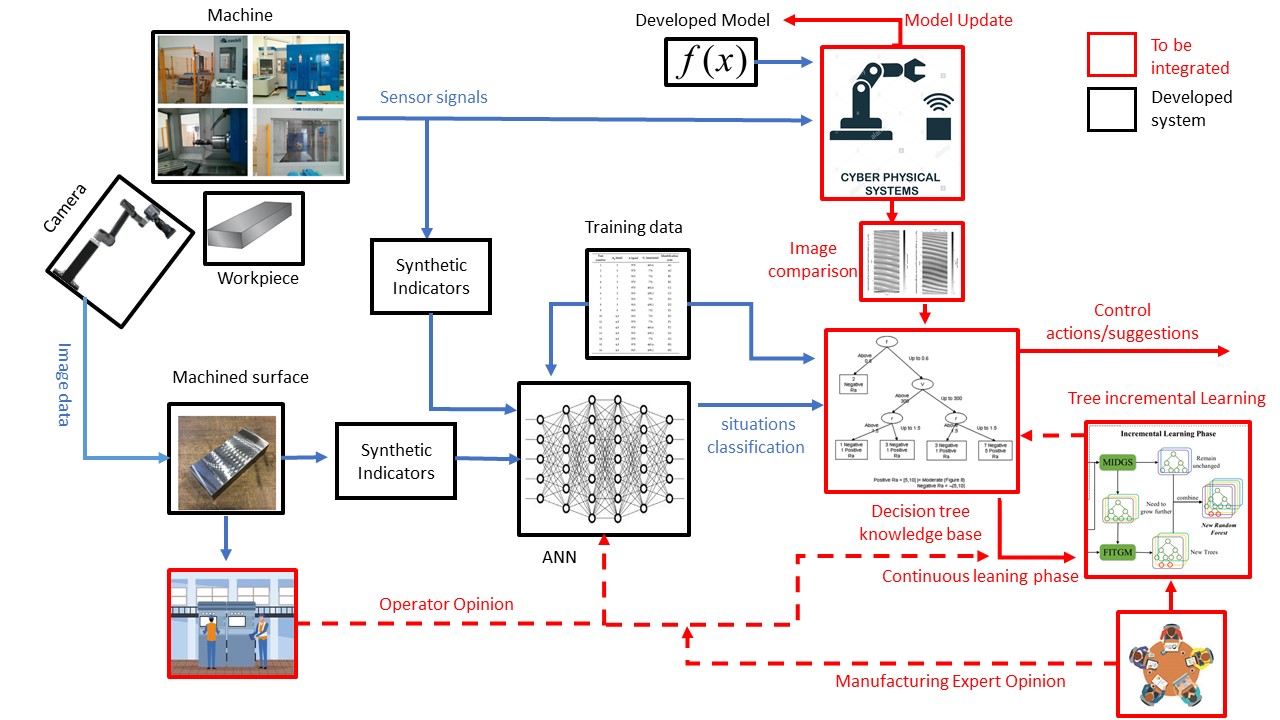 Machine
Developed Model
Model Update
f(x)
To be
integrated
Developed
system
Sensor signals
CYBER PHYSICAL
SYSTEMS
Camera
Workpiece
Training data
Image
comparison
Synthetic
Indicators
Control
actions/suggestions
Image data
Machined surface
Synthetic
Indicators
situations
classification
r
Above
Up to 0.6
3
Negative
Ra
V
Above
300
Up to 300
r
r
Above
Up to 1.5
Above
1.5
Up to 1.5
1 Negative
1 Positive
Ra
3 Negative
1 Positive
Ra
3 Negative
1 Positive
Ra
7 Negative
5 Positive
Ra
Positive Ra = [5,10]= Moderate (Figure 8)
Negative Ra = ¬[5,10]
Tree incremental Learning
Incremental Learning Phase
MIDGS
Remain
unchanged
Need to
grow further
combine
New Random
Forest
FITGM
New Trees
Decision tree
knowledge base
ANN
Continuous leaning phase
Operator Opinion
Manufacturing Expert Opinion